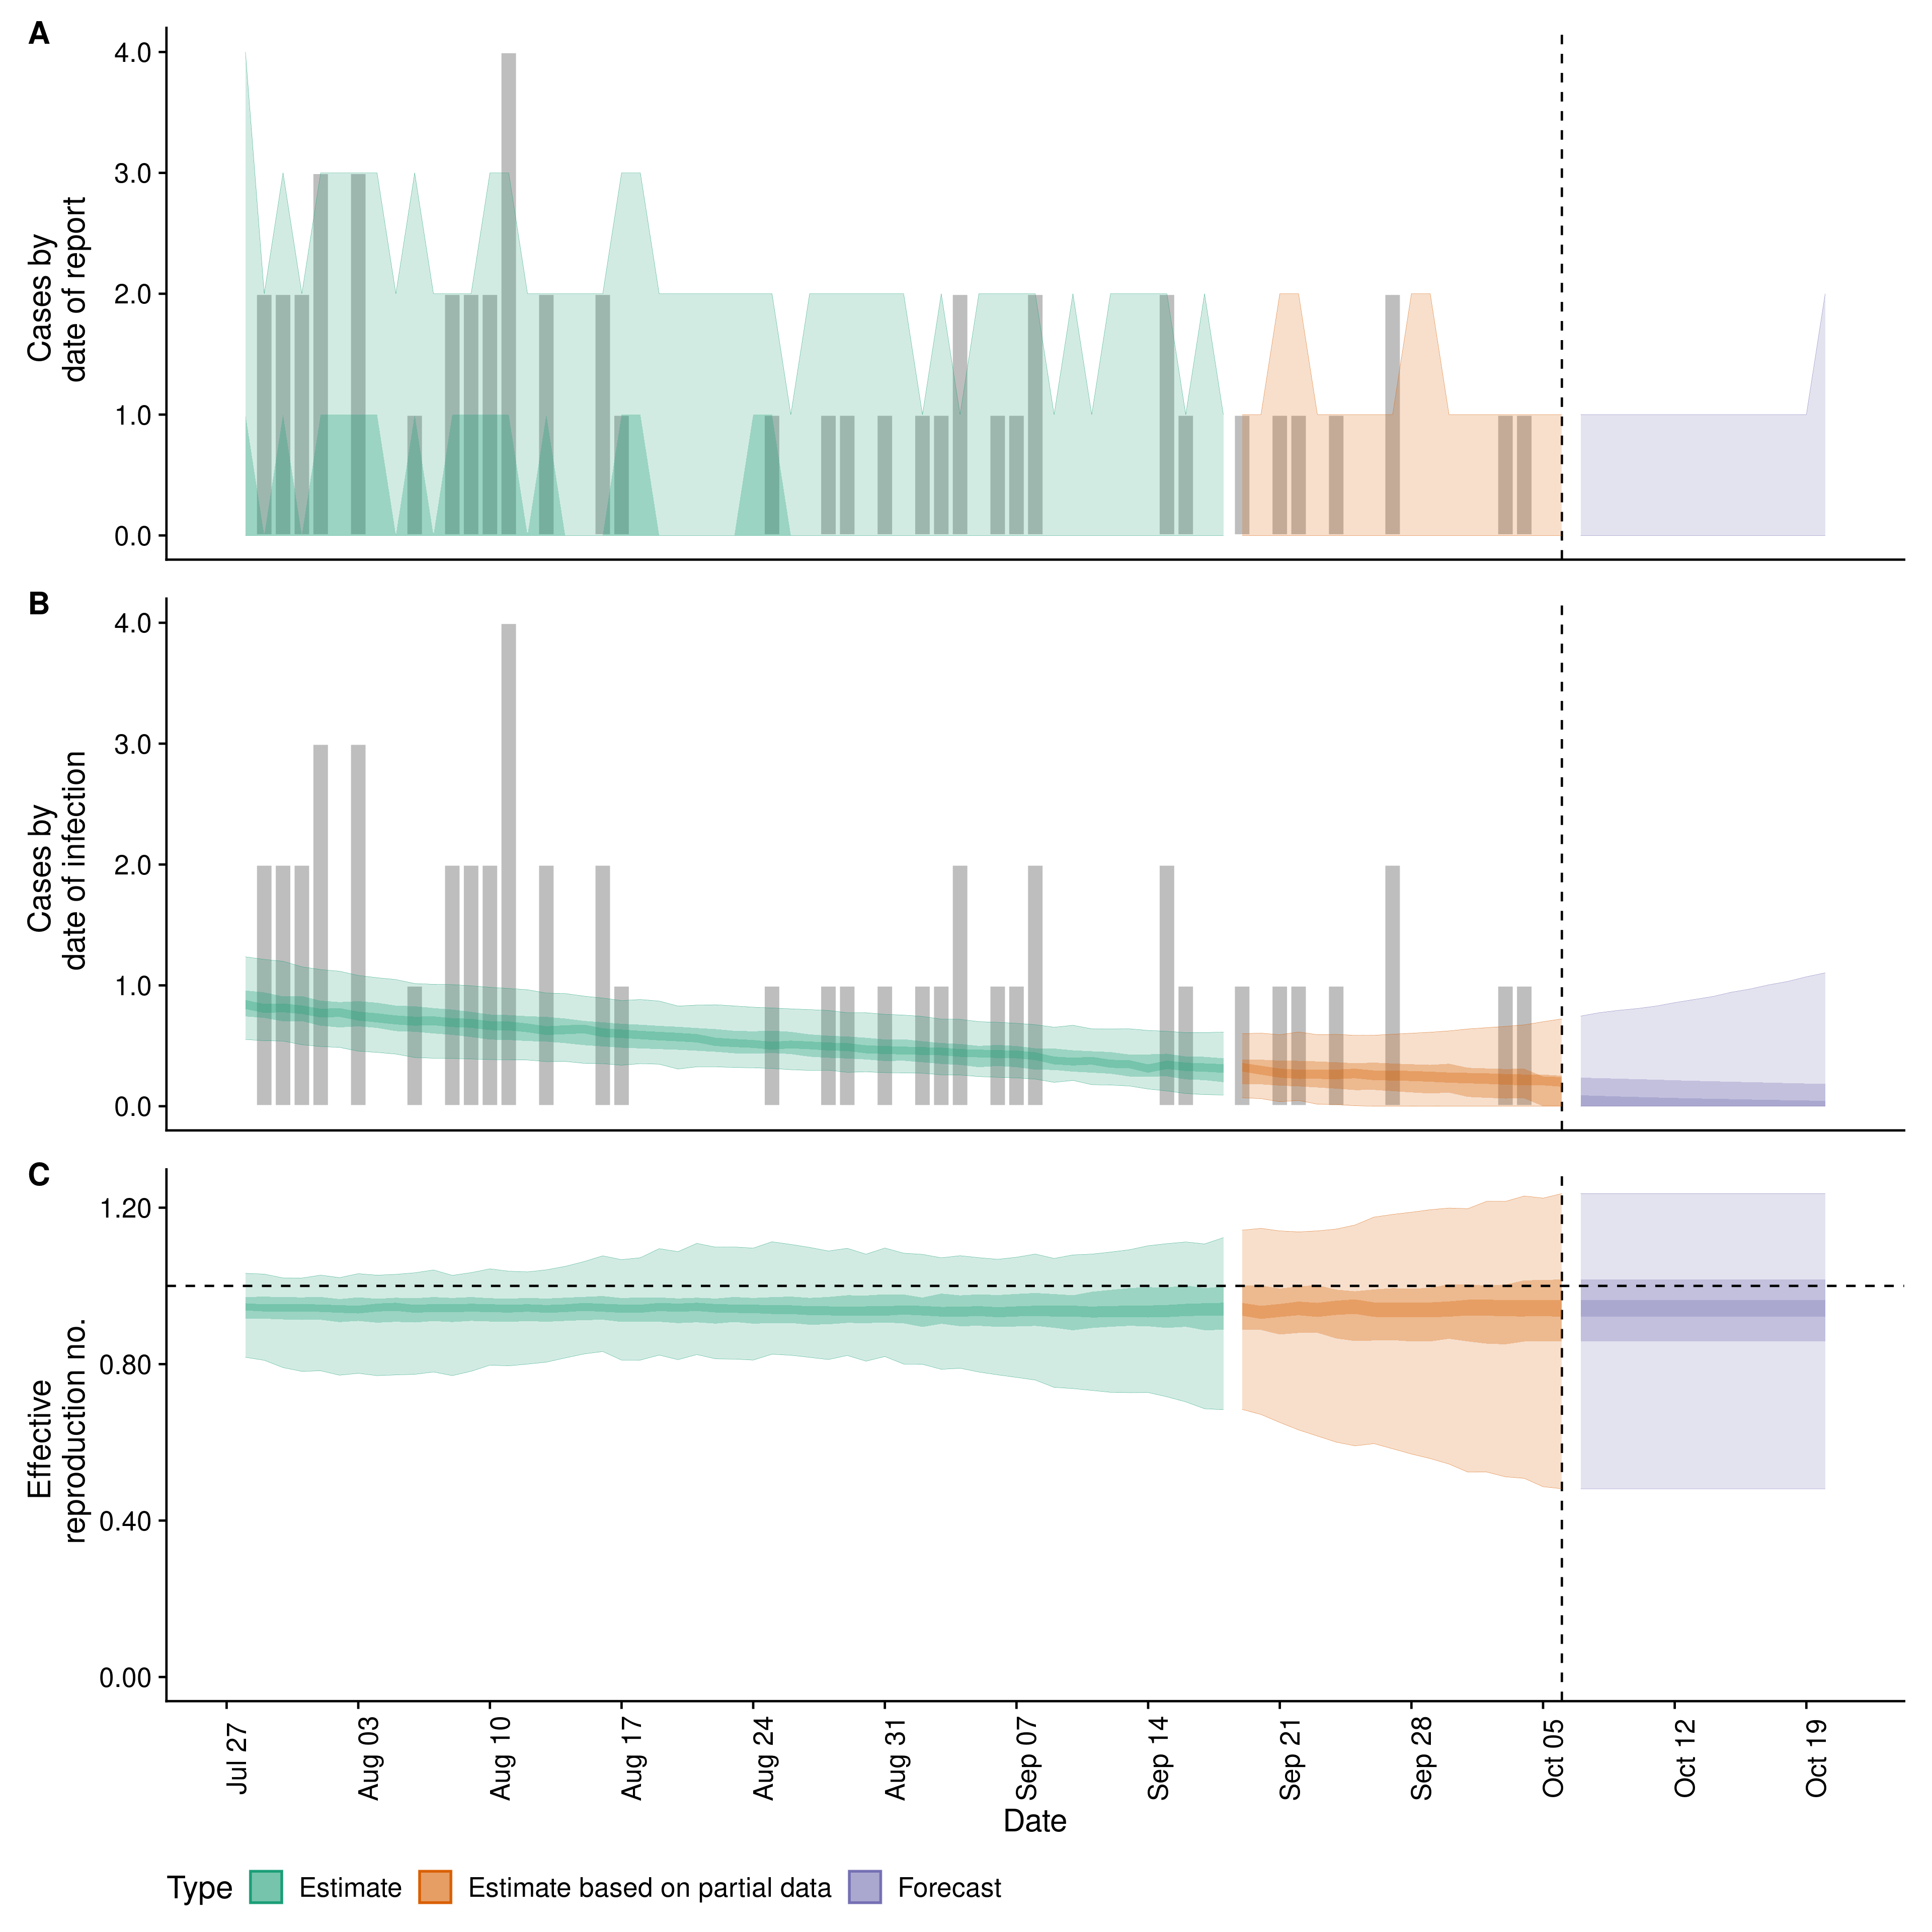 A
Cases by
date of report
4.0
3.0
2.0
1.0
0.0
B
Cases by
date of infection
4.0
3.0
2.0
1.0
0.0
C
Effective
reproduction no.
1.20
0.80
0.40
0.00
Jul 27
Aug 03
Aug 10
Aug 17
Aug 24
Aug 31
Sep 07
Sep 14
Sep 21
Sep 28
Oct 05
Oct 12
Oct 19
Date
Type Estimate Estimate based on partial data Forecast